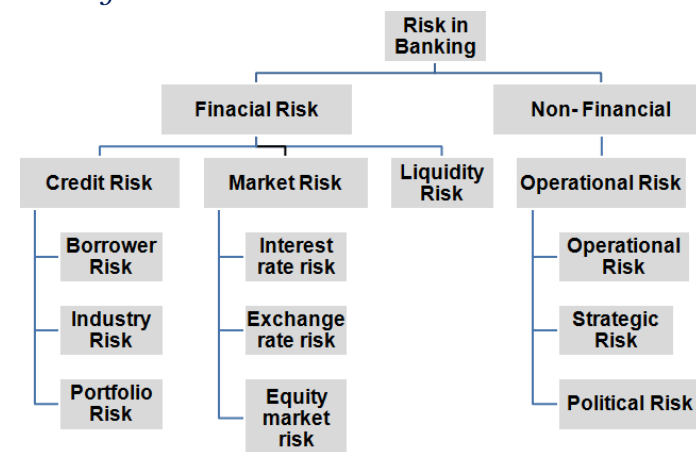 Risk in
Banking
Finacial Risk
Non- Financial
Credit Risk
Market Risk
Liquidity
Risk
Operational Risk
Borrower
Risk
Interest
rate risk
Operational
Risk
Industry
Risk
Exchange
rate risk
Strategic
Risk
Portfolio
Risk
Equity
market
risk
Political Risk